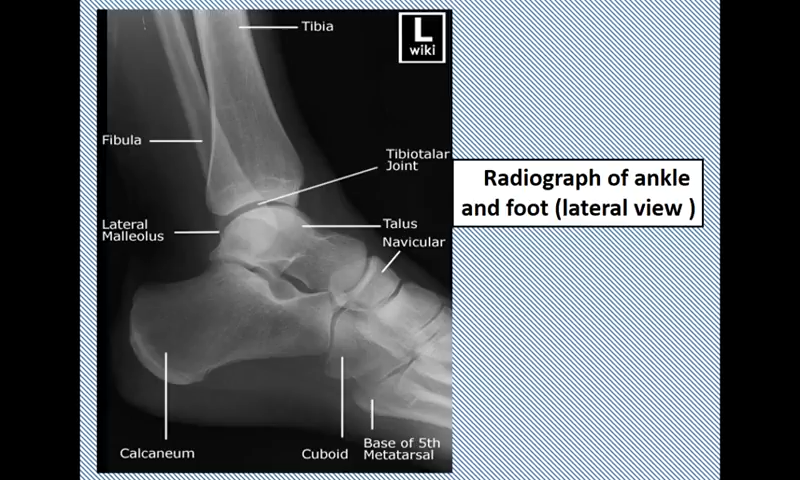 Tibia
L
wiki
Fibula
Tibiotalar
Joint
Radiograph of ankle
and foot (lateral view )
Lateral
Malleolus
Talus
Navicular
Calcaneum
Cuboid
Base of 5th
Metatarsal